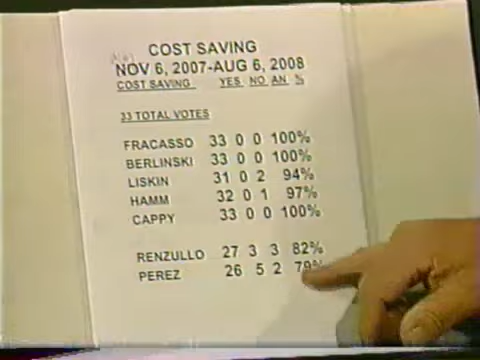 COST SAVING
NOV 6, 2007-AUG 6, 2008
COST SAVING YES NO AN %
33 TOTAL VOTES
FRACASSO 33 0 0 100%
BERLINSKI 33 0 0 100%
LISKIN 31 0 2 94%
HAMM 32 0 1 97%
CAPPY 33 0 0 100%
RENZULLO 27 3 3 82%
PEREZ 26 5 2 79%